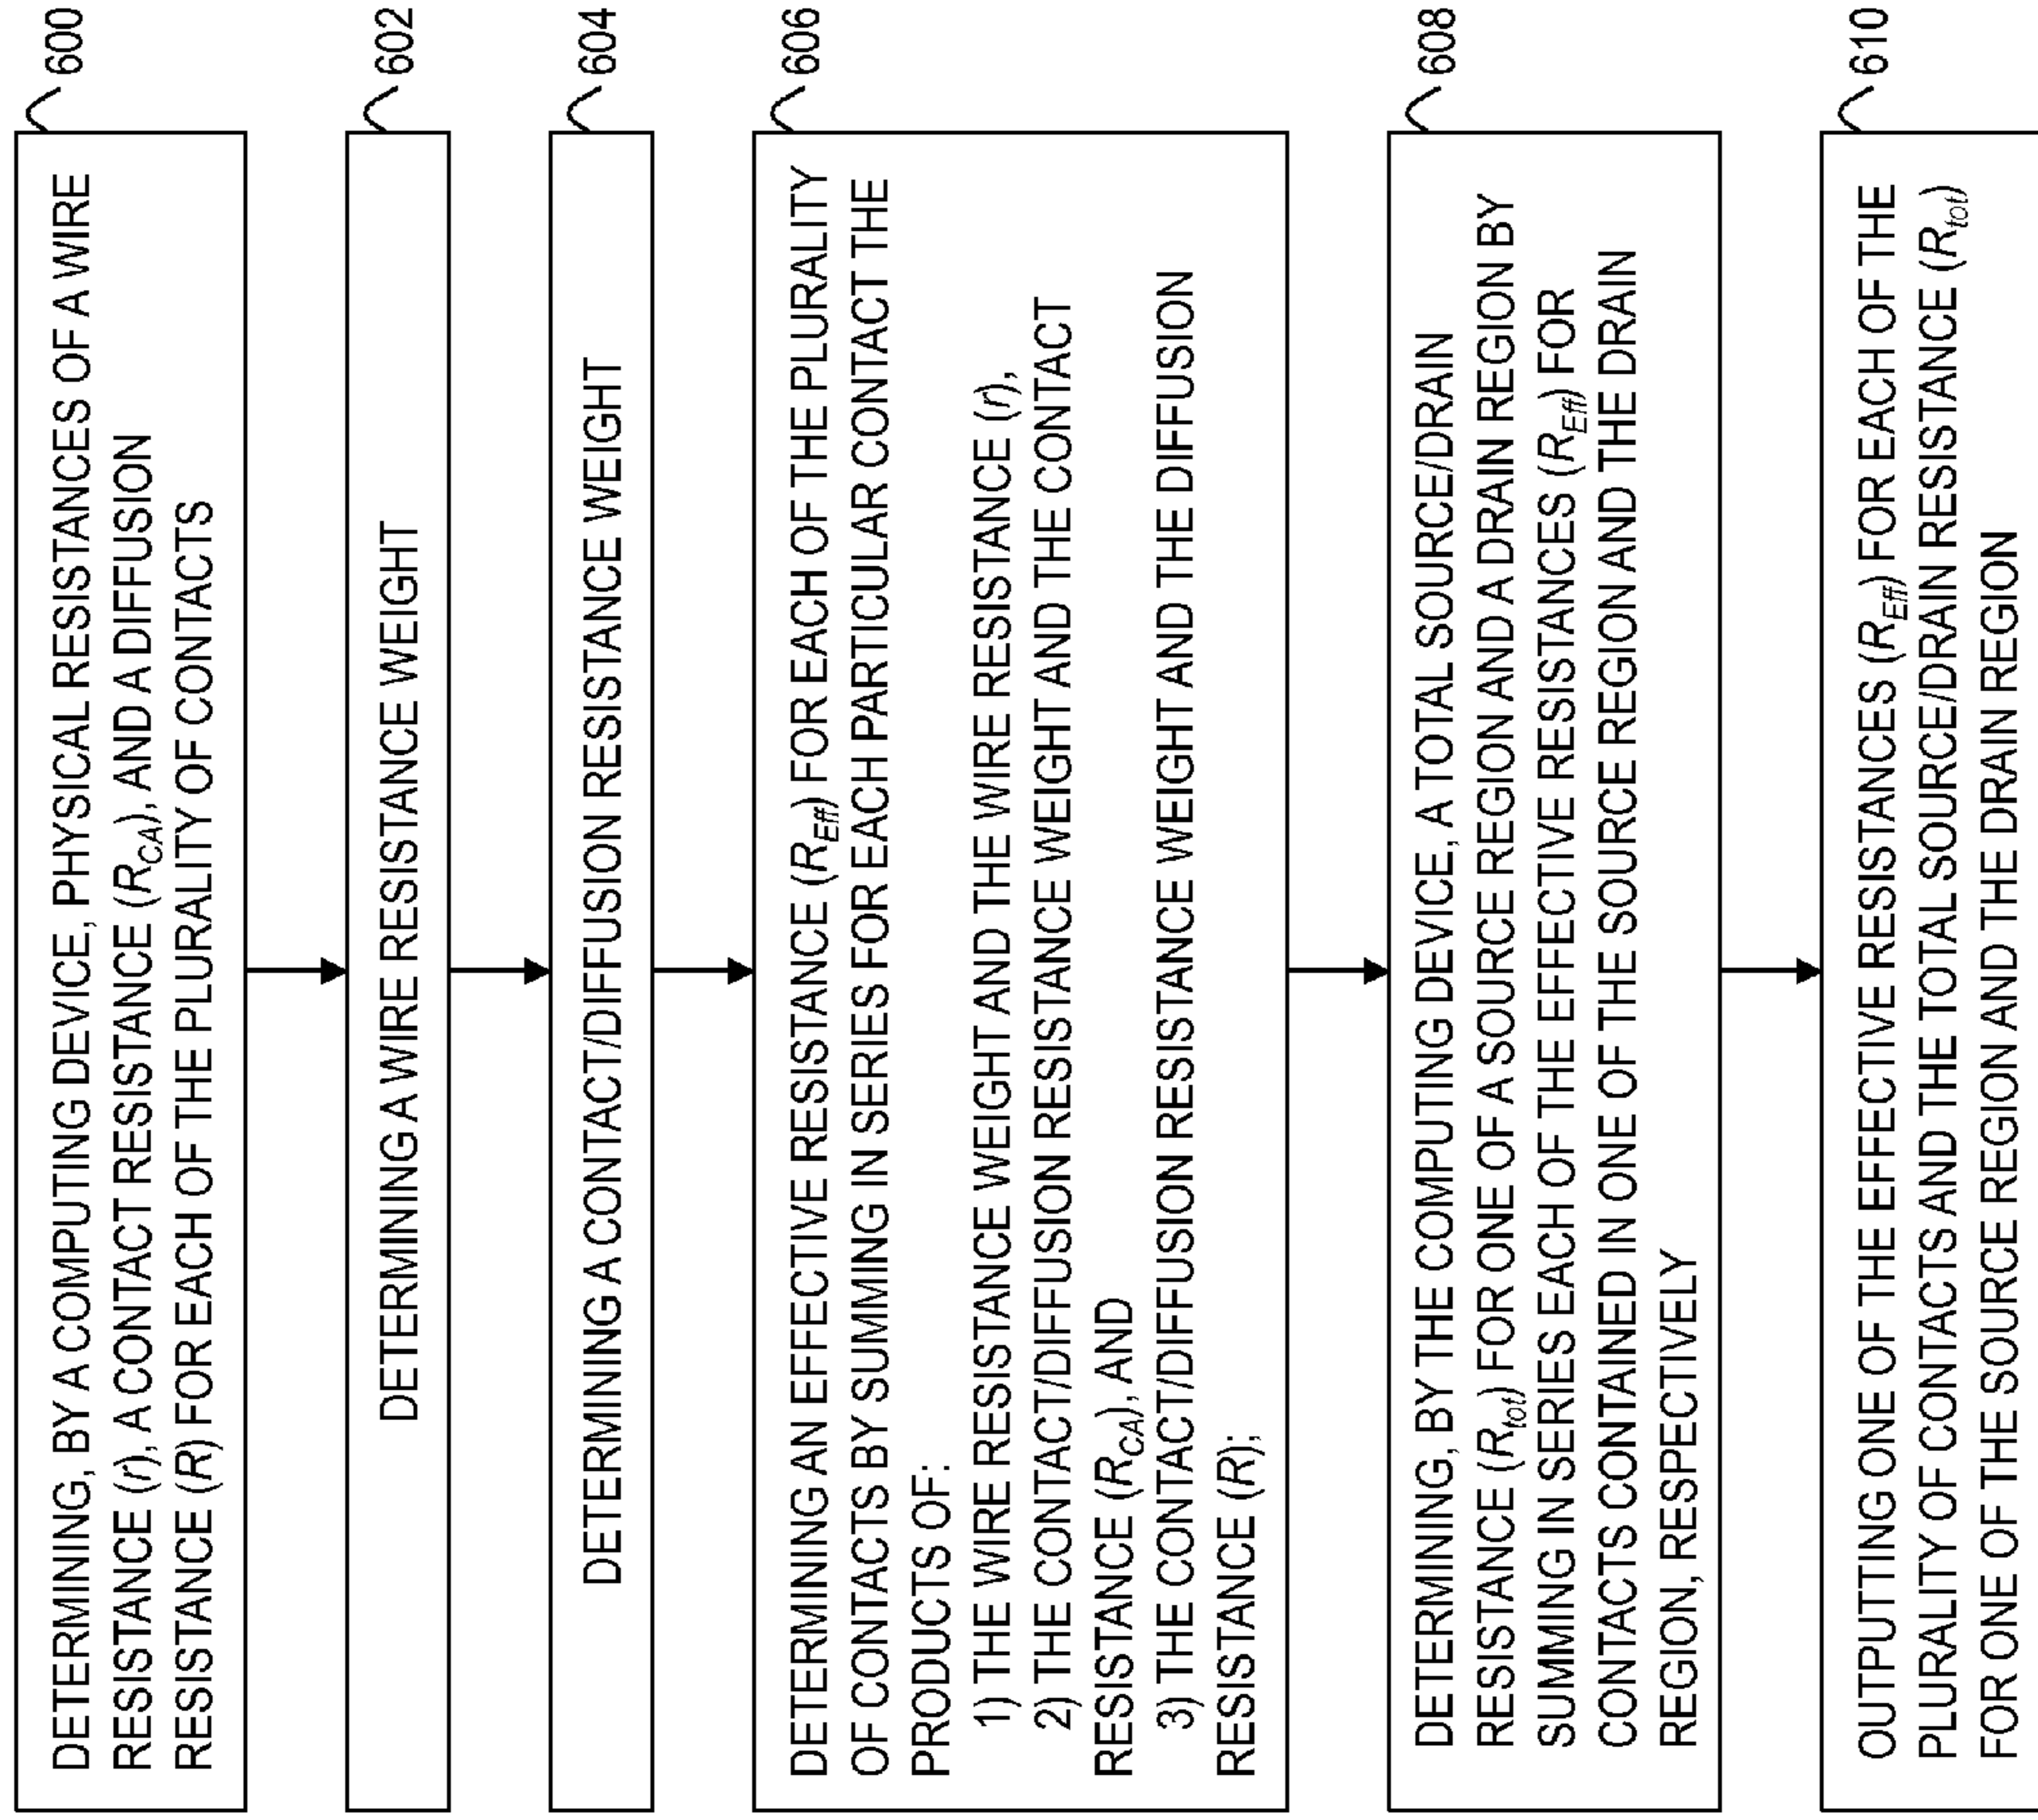 600
DETERMINING, BY A COMPUTING DEVICE, PHYSICAL RESISTANCES OF A WIRE
RESISTANCE (r), A CONTACT RESISTANCE (R_CA), AND A DIFFUSION
RESISTANCE (R) FOR EACH OF THE PLURALITY OF CONTACTS
602
DETERMINING A WIRE RESISTANCE WEIGHT
604
DETERMINING A CONTACT/DIFFUSION RESISTANCE WEIGHT
606
DETERMINING AN EFFECTIVE RESISTANCE (R_Eff) FOR EACH OF THE PLURALITY
OF CONTACTS BY SUMMING IN SERIES FOR EACH PARTICULAR CONTACT THE
PRODUCTS OF:
1) THE WIRE RESISTANCE WEIGHT AND THE WIRE RESISTANCE (r),
2) THE CONTACT/DIFFUSION RESISTANCE WEIGHT AND THE CONTACT
RESISTANCE (R_CA), AND
3) THE CONTACT/DIFFUSION RESISTANCE WEIGHT AND THE DIFFUSION
RESISTANCE (R);
608
DETERMINING, BY THE COMPUTING DEVICE, A TOTAL SOURCE/DRAIN
RESISTANCE (R_tot) FOR ONE OF A SOURCE REGION AND A DRAIN REGION BY
SUMMING IN SERIES EACH OF THE EFFECTIVE RESISTANCES (R_Eff) FOR
CONTACTS CONTAINED IN ONE OF THE SOURCE REGION AND THE DRAIN
REGION, RESPECTIVELY
610
OUTPUTTING ONE OF THE EFFECTIVE RESISTANCES (R_Eff) FOR EACH OF THE
PLURALITY OF CONTACTS AND THE TOTAL SOURCE/DRAIN RESISTANCE (R_tot)
FOR ONE OF THE SOURCE REGION AND THE DRAIN REGION